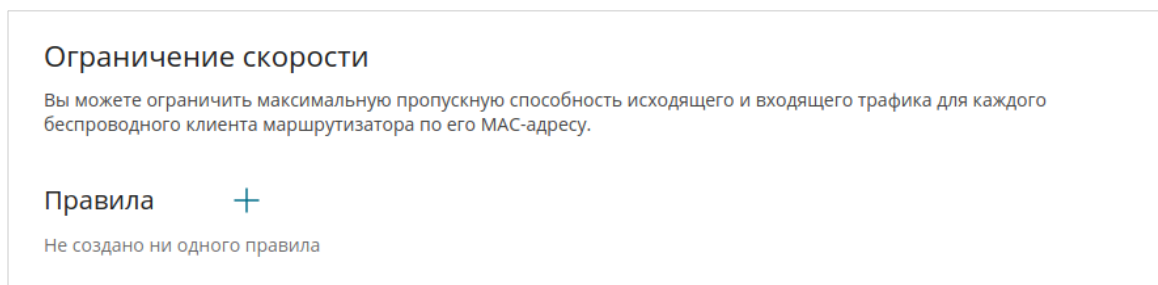 Ограничение скорости
Вы можете ограничить максимальную пропускную способность исходящего и входящего трафика для каждого
беспроводного клиента маршрутизатора по его MAC-адресу.
Правила
Не создано ни одного правила